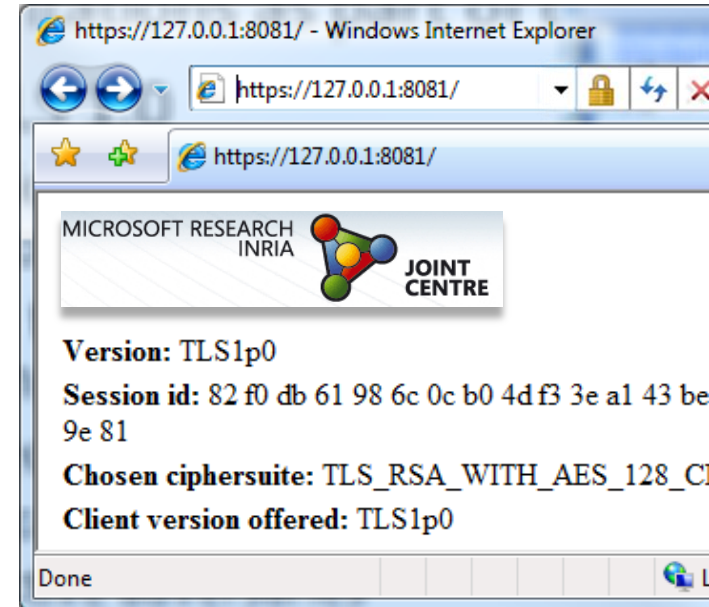 https://127.0.0.1:8081/ - Windows Internet Explorer
https://127.0.0.1:8081/
https://127.0.0.1:8081/
MICROSOFT RESEARCH
INRIA
JOINT
CENTRE
Version: TLS1p0
Session id: 82 f0 db 61 98 6c 0c b0 4d f3 3e a1 43 be
9e 81
Chosen ciphersuite: TLS_RSA_WITH_AES_128_C
Client version offered: TLS1p0
Done